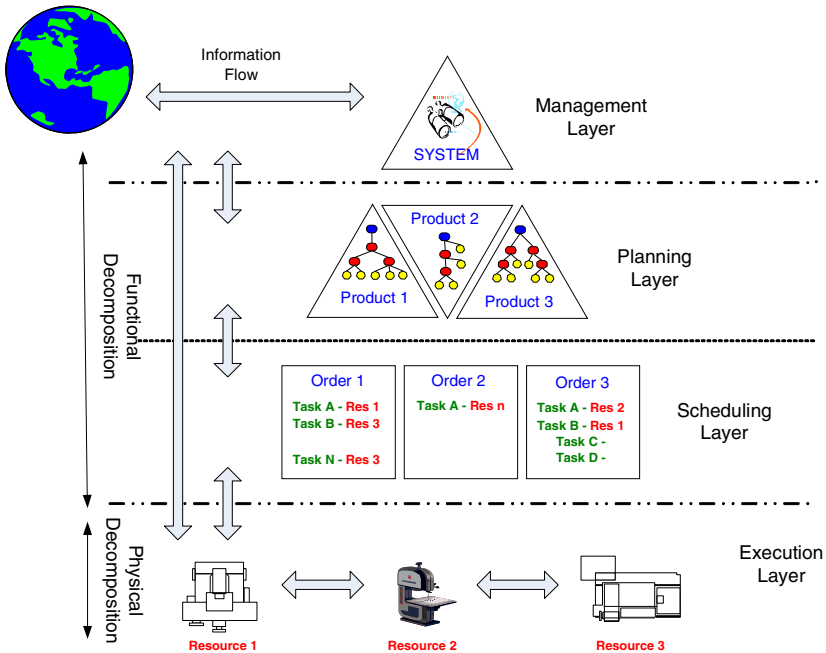 Information
Flow
Management
Layer
SYSTEM
Functional
Decomposition
Product 2
Product 1
Product 3
Planning
Layer
Order 1
Task A - Res 1
Task B - Res 3
Task N - Res 3
Order 2
Task A - Res n
Order 3
Task A - Res 2
Task B - Res 1
Task C -
Task D -
Scheduling
Layer
Physical
Decomposition
Execution
Layer
Resource 1
Resource 2
Resource 3